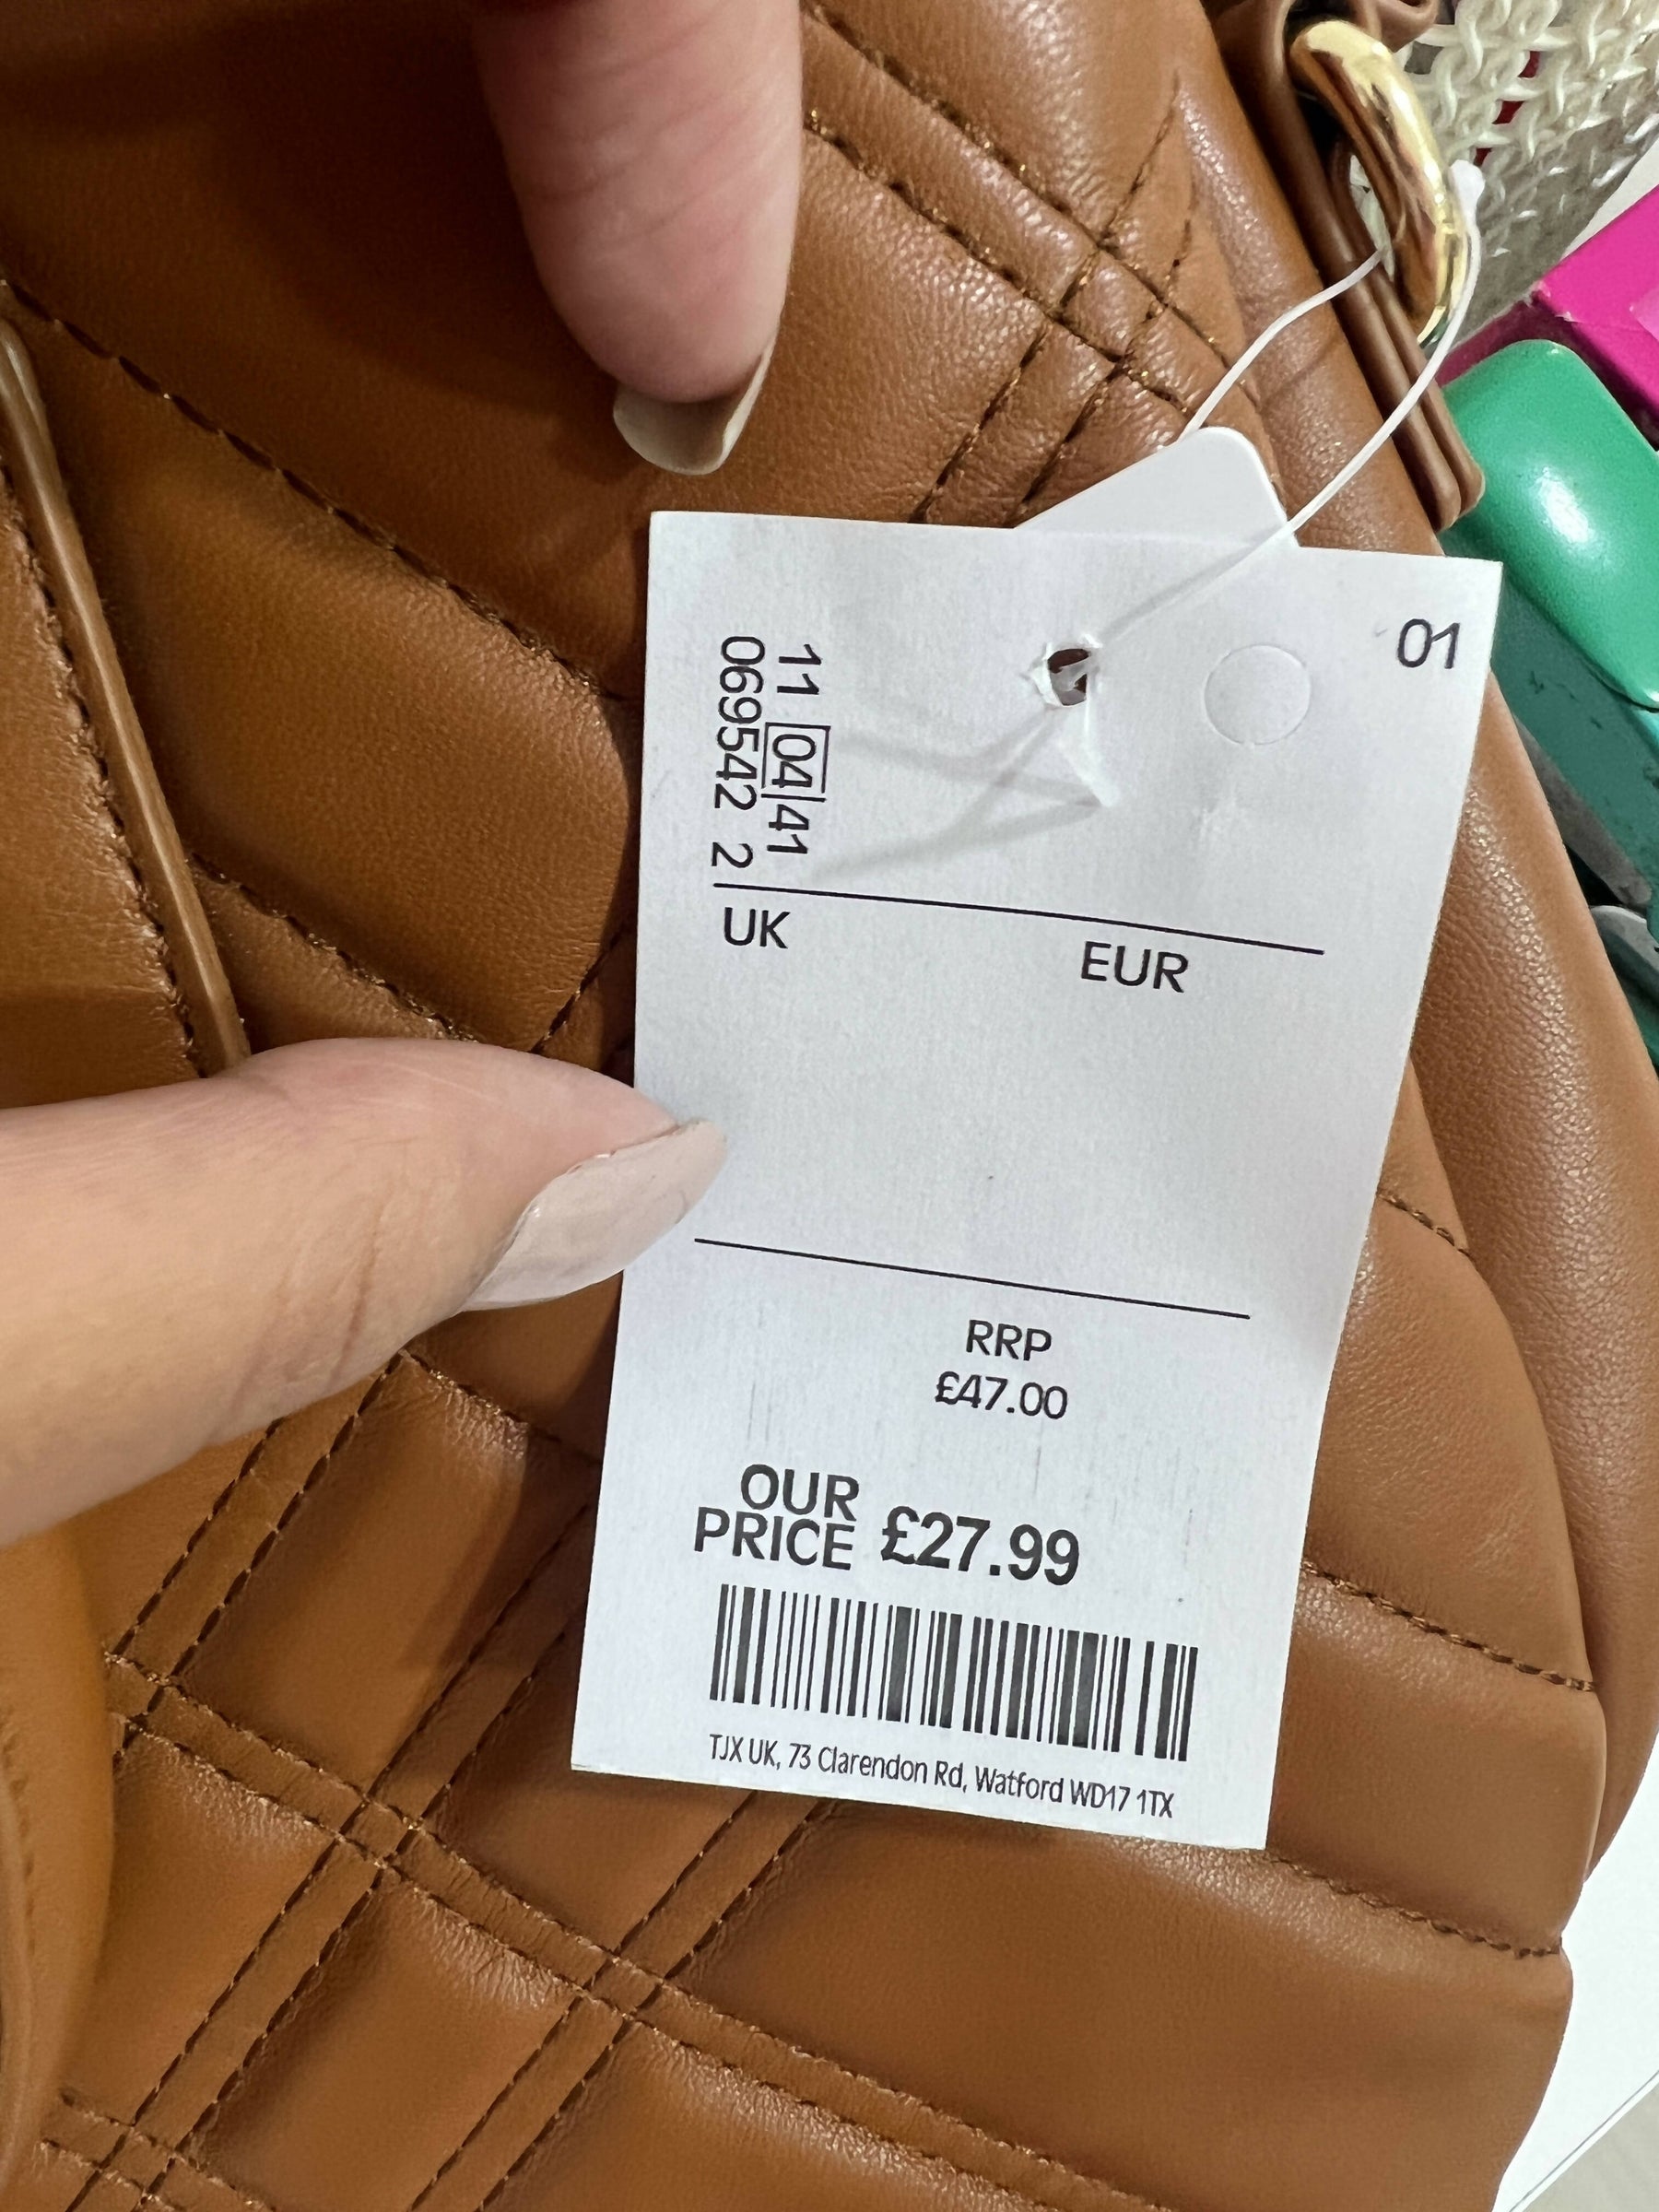 01
11 04 41
069542 2
UK EUR
RRP
£47.00
OUR
PRICE £27.99
TJX UK, 73 Clarendon Rd, Watford WD17 1TX